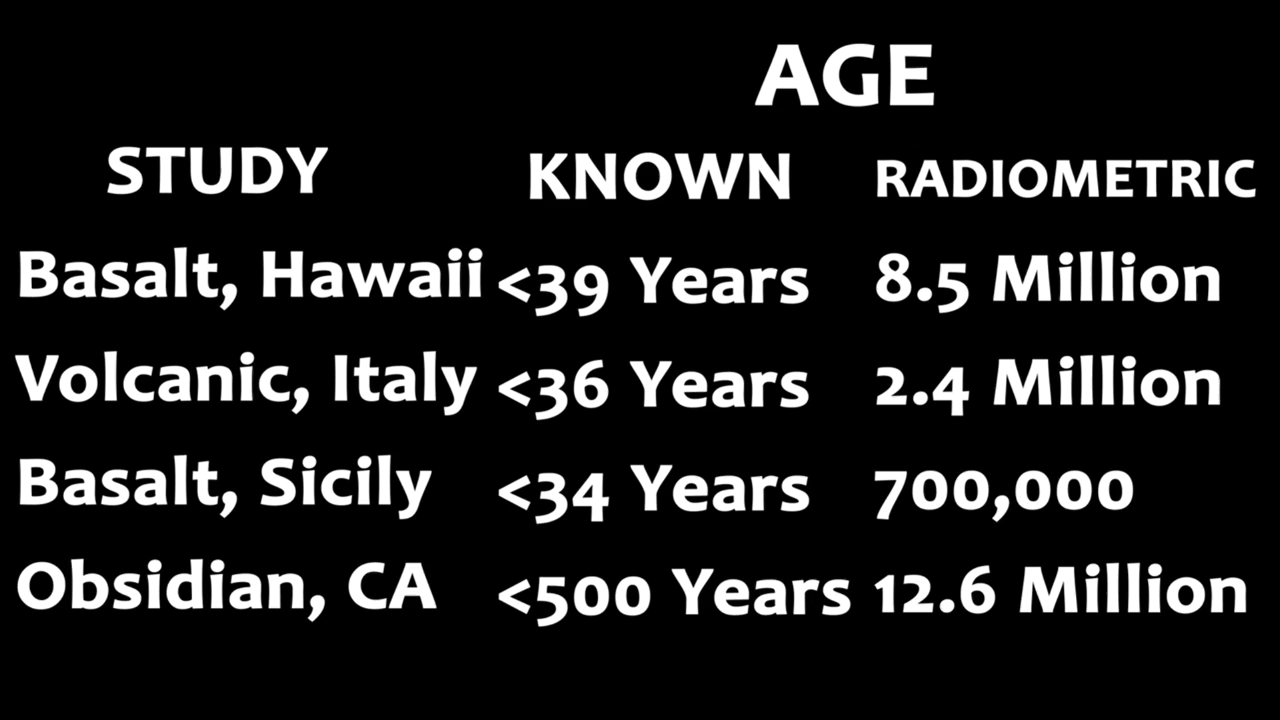 AGE
STUDY KNOWN RADIOMETRIC
Basalt, Hawaii <39 Years 8.5 Million
Volcanic, Italy <36 Years 2.4 Million
Basalt, Sicily <34 Years 700,000
Obsidian, CA <500 Years 12.6 Million